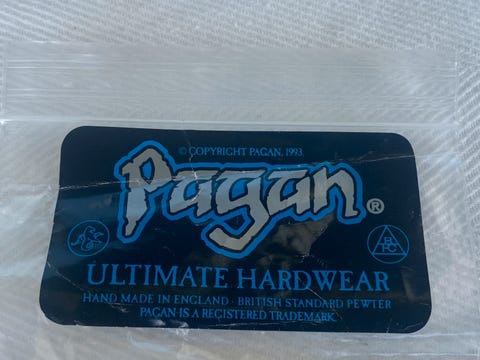 © COPYRIGHT PAGAN, 1993.
Pagan®
ULTIMATE HARDWEAR
HAND MADE IN ENGLAND · BRITISH STANDARD PEWTER
PAGAN IS A REGISTERED TRADEMARK